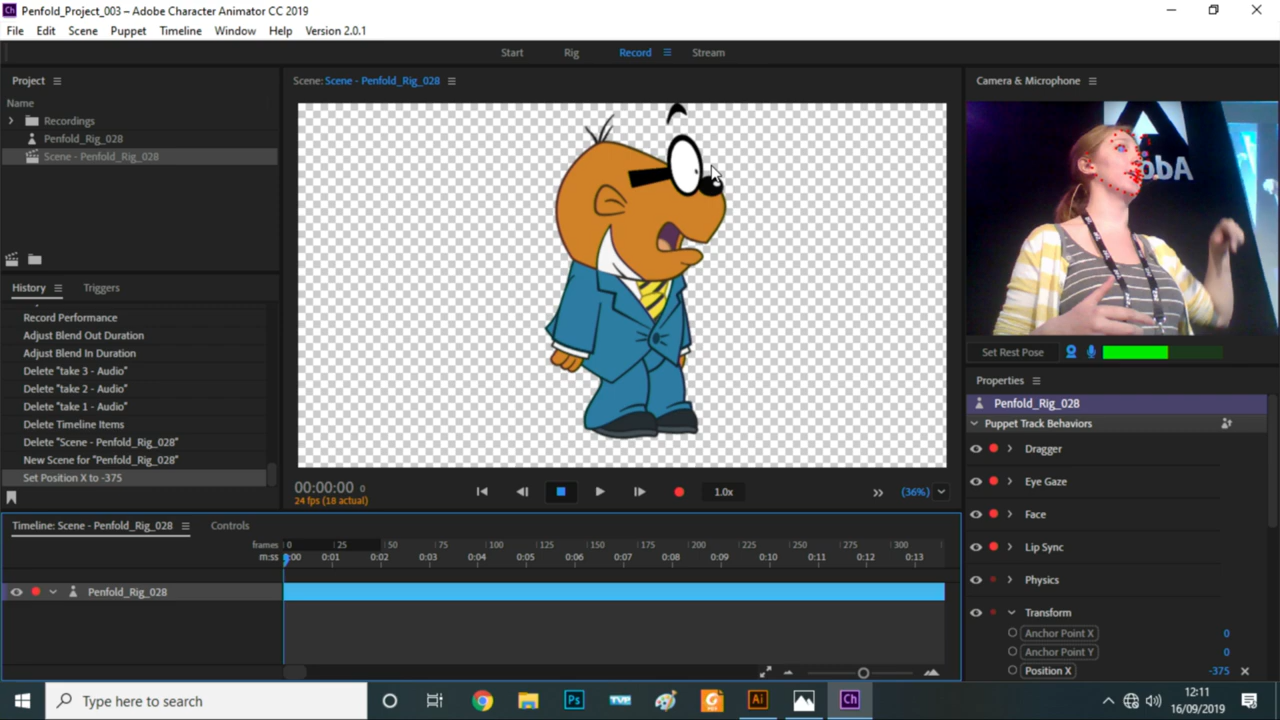 Ch Penfold_Project_003 – Adobe Character Animator CC 2019
File Edit Scene Puppet Timeline Window Help Version 2.0.1
Start Rig Record Stream
Project
Name
Recordings
Penfold_Rig_028
Scene - Penfold_Rig_028
History Triggers
Record Performance
Adjust Blend Out Duration
Adjust Blend In Duration
Delete "take 3 - Audio"
Delete "take 2 - Audio"
Delete "take 1 - Audio"
Delete Timeline Items
Delete "Scene - Penfold_Rig_028"
New Scene for "Penfold_Rig_028"
Set Position X to -375
Scene: Scene - Penfold_Rig_028
00:00:00 0
24 fps (18 actual)
1.0x
(36%)
Camera & Microphone
Set Rest Pose
Properties
Penfold_Rig_028
Puppet Track Behaviors
Dragger
Eye Gaze
Face
Lip Sync
Physics
Transform
Anchor Point X 0
Anchor Point Y 0
Position X -375
Timeline: Scene - Penfold_Rig_028 Controls
frames 0 25 50 75 100 125 150 175 200 225 250 275 300
m:ss 0:00 0:01 0:02 0:03 0:04 0:05 0:06 0:07 0:08 0:09 0:10 0:11 0:12 0:13
Penfold_Rig_028
Type here to search
Ps
TVP
Ai
Ch
12:11
16/09/2019